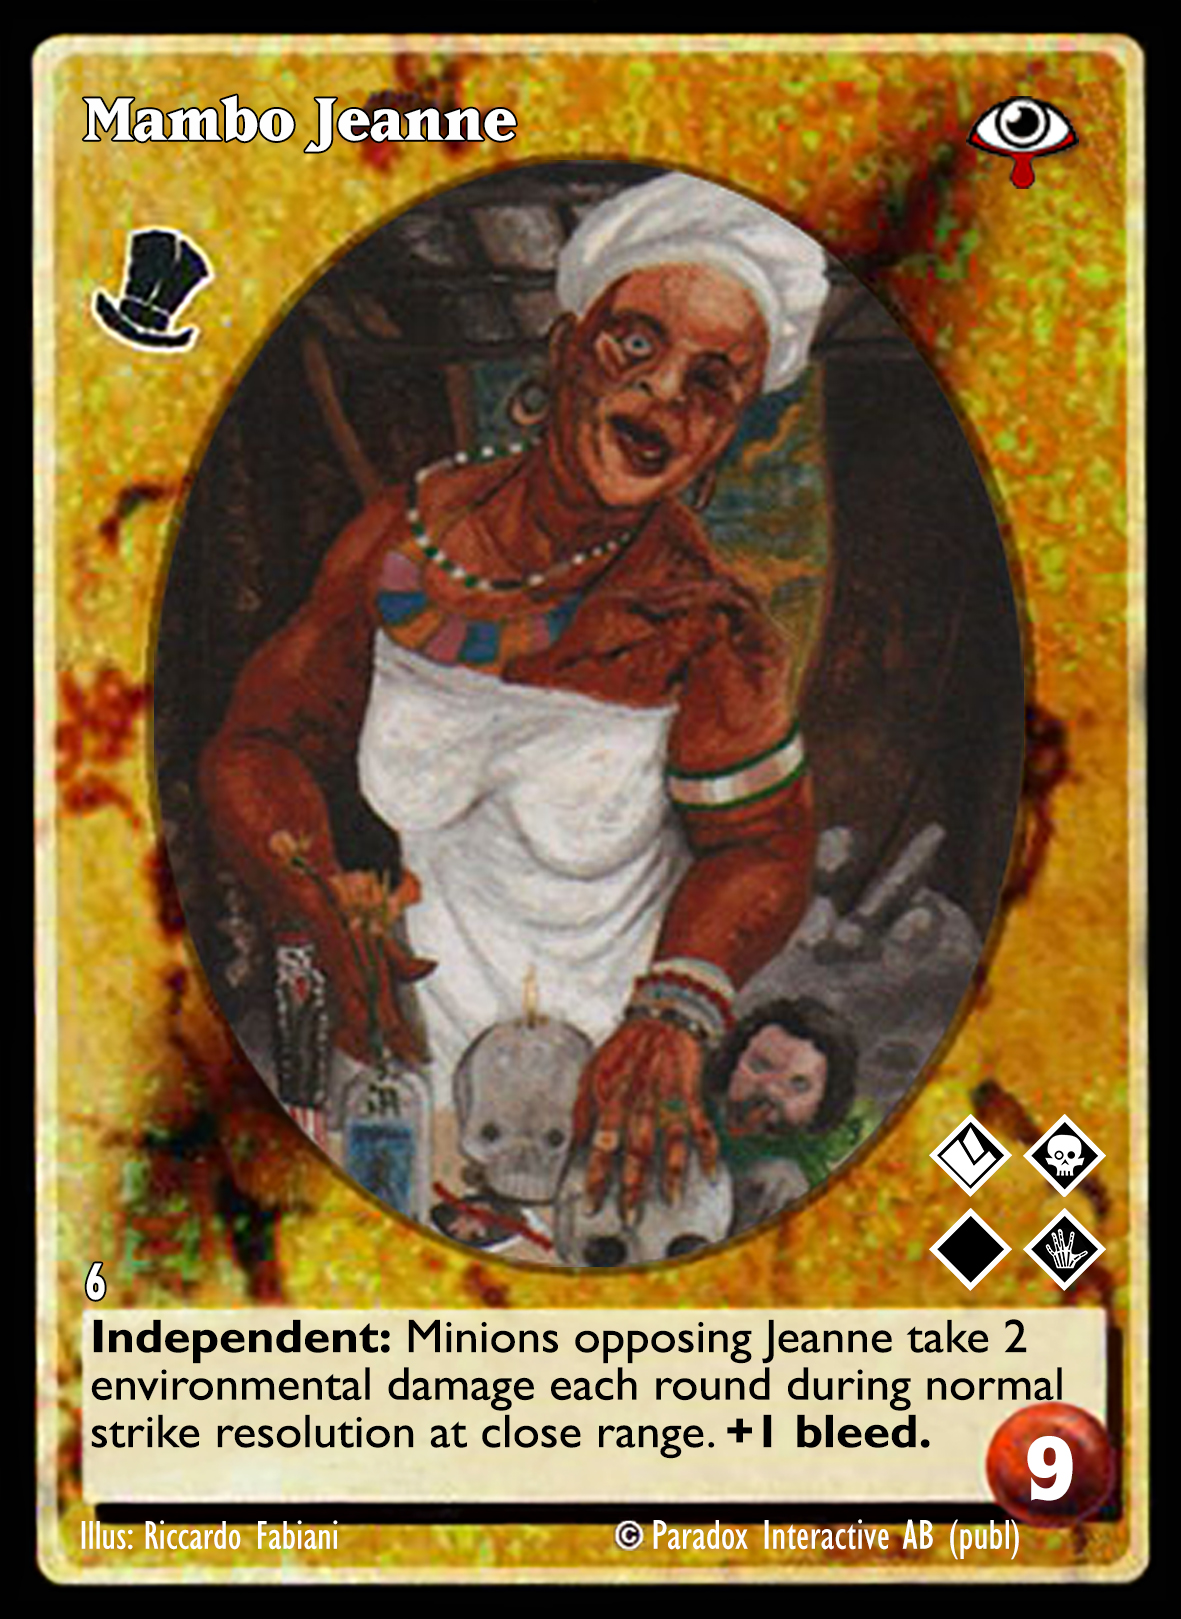 Mambo Jeanne
6
Independent: Minions opposing Jeanne take 2
environmental damage each round during normal
strike resolution at close range. +1 bleed.
9
Illus: Riccardo Fabiani
© Paradox Interactive AB (publ)